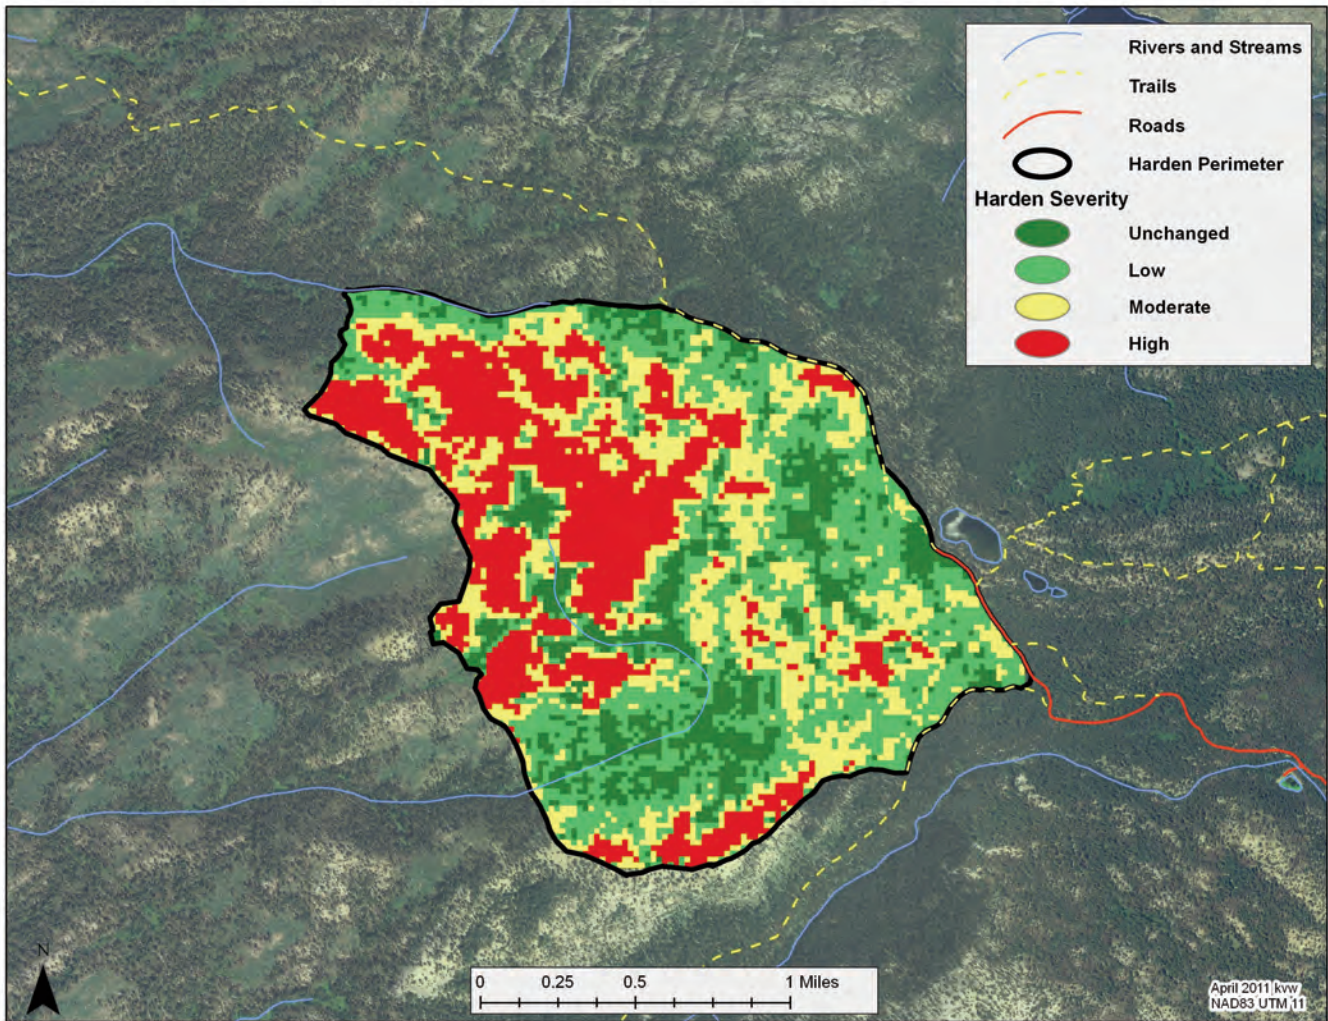 Rivers and Streams
Trails
Roads
Harden Perimeter
Harden Severity
Unchanged
Low
Moderate
High
N
0 0.25 0.5 1 Miles
April 2011 kvw
NAD83 UTM 11